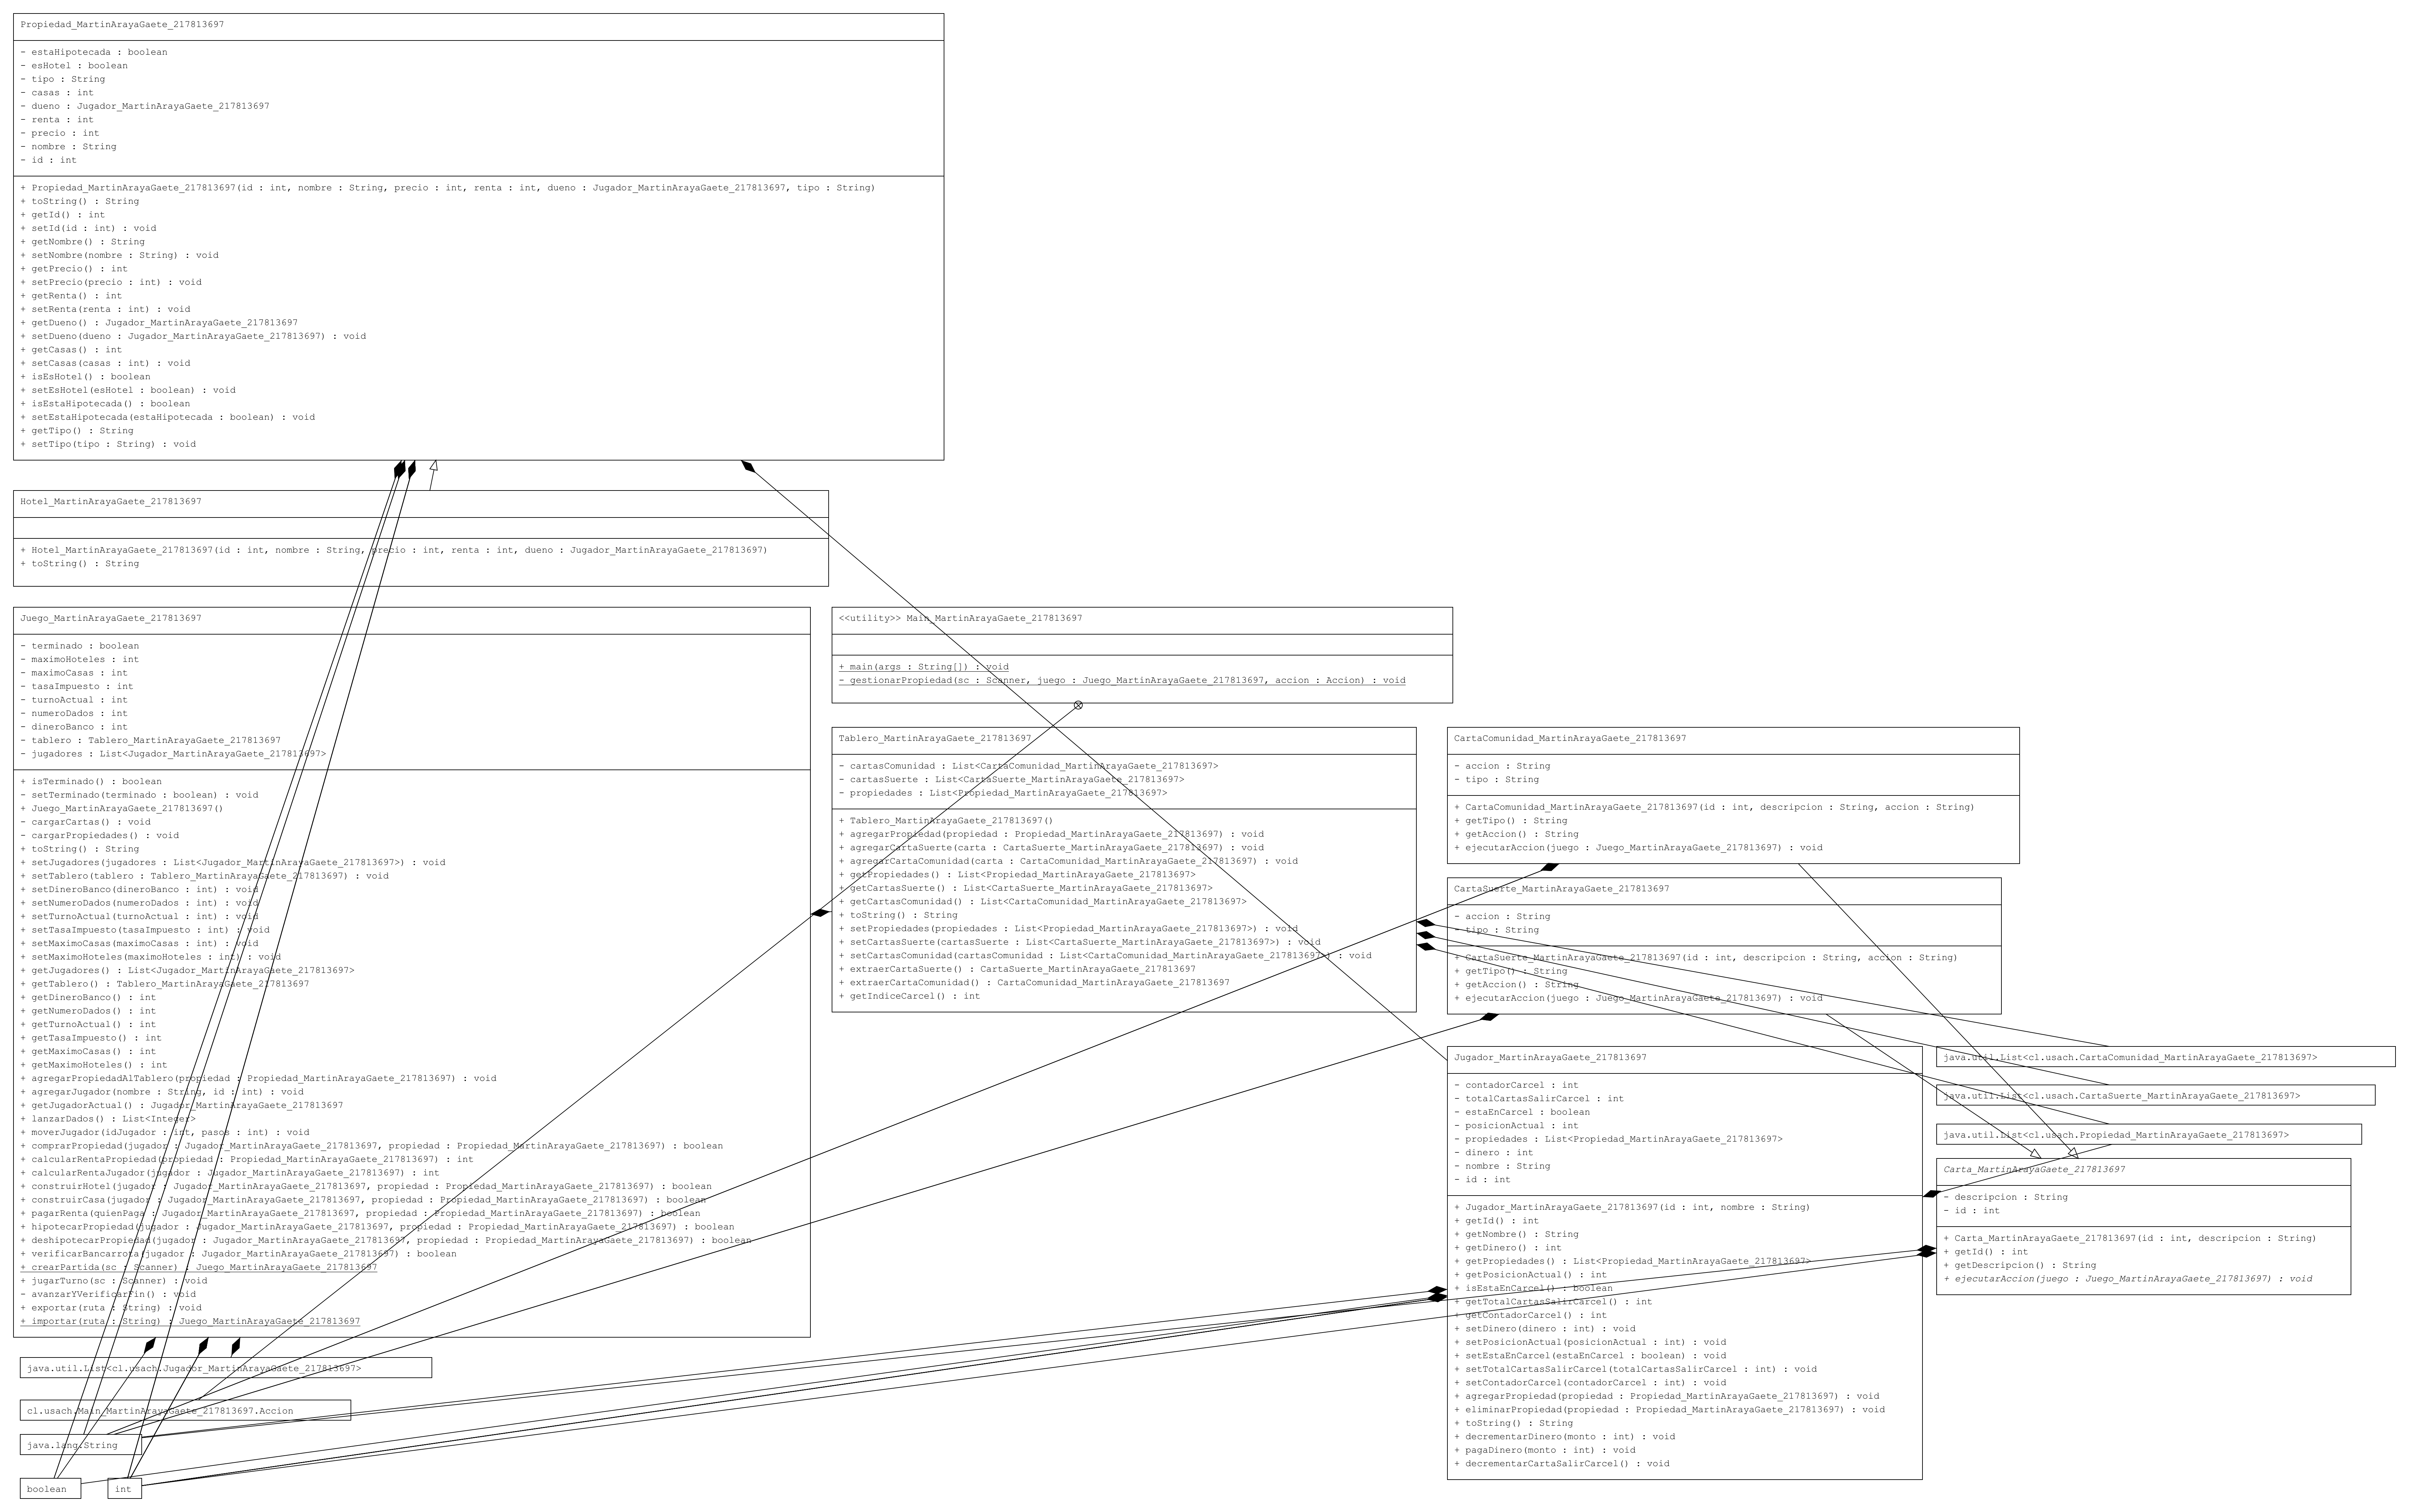 Propiedad_MartinArayaGaete_217813697
- estaHipotecada : boolean
- esHotel : boolean
- tipo : String
- casas : int
- dueno : Jugador_MartinArayaGaete_217813697
- renta : int
- precio : int
- nombre : String
- id : int
+ Propiedad_MartinArayaGaete_217813697(id : int, nombre : String, precio : int, renta : int, dueno : Jugador_MartinArayaGaete_217813697, tipo : String)
+ toString() : String
+ getId() : int
+ setId(id : int) : void
+ getNombre() : String
+ setNombre(nombre : String) : void
+ getPrecio() : int
+ setPrecio(precio : int) : void
+ getRenta() : int
+ setRenta(renta : int) : void
+ getDueno() : Jugador_MartinArayaGaete_217813697
+ setDueno(dueno : Jugador_MartinArayaGaete_217813697) : void
+ getCasas() : int
+ setCasas(casas : int) : void
+ isEsHotel() : boolean
+ setEsHotel(esHotel : boolean) : void
+ isEstaHipotecada() : boolean
+ setEstaHipotecada(estaHipotecada : boolean) : void
+ getTipo() : String
+ setTipo(tipo : String) : void
Hotel_MartinArayaGaete_217813697
+ Hotel_MartinArayaGaete_217813697(id : int, nombre : String, precio : int, renta : int, dueno : Jugador_MartinArayaGaete_217813697)
+ toString() : String
Juego_MartinArayaGaete_217813697
- terminado : boolean
- maximoHoteles : int
- maximoCasas : int
- tasaImpuesto : int
- turnoActual : int
- numeroDados : int
- dineroBanco : int
- tablero : Tablero_MartinArayaGaete_217813697
- jugadores : List<Jugador_MartinArayaGaete_217813697>
+ isTerminado() : boolean
- setTerminado(terminado : boolean) : void
+ Juego_MartinArayaGaete_217813697()
- cargarCartas() : void
- cargarPropiedades() : void
+ toString() : String
+ setJugadores(jugadores : List<Jugador_MartinArayaGaete_217813697>) : void
+ setTablero(tablero : Tablero_MartinArayaGaete_217813697) : void
+ setDineroBanco(dineroBanco : int) : void
+ setNumeroDados(numeroDados : int) : void
+ setTurnoActual(turnoActual : int) : void
+ setTasaImpuesto(tasaImpuesto : int) : void
+ setMaximoCasas(maximoCasas : int) : void
+ setMaximoHoteles(maximoHoteles : int) : void
+ getJugadores() : List<Jugador_MartinArayaGaete_217813697>
+ getTablero() : Tablero_MartinArayaGaete_217813697
+ getDineroBanco() : int
+ getNumeroDados() : int
+ getTurnoActual() : int
+ getTasaImpuesto() : int
+ getMaximoCasas() : int
+ getMaximoHoteles() : int
+ agregarPropiedadAlTablero(propiedad : Propiedad_MartinArayaGaete_217813697) : void
+ agregarJugador(nombre : String, id : int) : void
+ getJugadorActual() : Jugador_MartinArayaGaete_217813697
+ lanzarDados() : List<Integer>
+ moverJugador(idJugador : int, pasos : int) : void
+ comprarPropiedad(jugador : Jugador_MartinArayaGaete_217813697, propiedad : Propiedad_MartinArayaGaete_217813697) : boolean
+ calcularRentaPropiedad(propiedad : Propiedad_MartinArayaGaete_217813697) : int
+ calcularRentaJugador(jugador : Jugador_MartinArayaGaete_217813697) : int
+ construirHotel(jugador : Jugador_MartinArayaGaete_217813697, propiedad : Propiedad_MartinArayaGaete_217813697) : boolean
+ construirCasa(jugador : Jugador_MartinArayaGaete_217813697, propiedad : Propiedad_MartinArayaGaete_217813697) : boolean
+ pagarRenta(quienPaga : Jugador_MartinArayaGaete_217813697, propiedad : Propiedad_MartinArayaGaete_217813697) : boolean
+ hipotecarPropiedad(jugador : Jugador_MartinArayaGaete_217813697, propiedad : Propiedad_MartinArayaGaete_217813697) : boolean
+ deshipotecarPropiedad(jugador : Jugador_MartinArayaGaete_217813697, propiedad : Propiedad_MartinArayaGaete_217813697) : boolean
+ verificarBancarrota(jugador : Jugador_MartinArayaGaete_217813697) : boolean
+ crearPartida(sc : Scanner) : Juego_MartinArayaGaete_217813697
+ jugarTurno(sc : Scanner) : void
- avanzarYVerificarFin() : void
+ exportar(ruta : String) : void
+ importar(ruta : String) : Juego_MartinArayaGaete_217813697
<<utility>> Main_MartinArayaGaete_217813697
+ main(args : String[]) : void
- gestionarPropiedad(sc : Scanner, juego : Juego_MartinArayaGaete_217813697, accion : Accion) : void
Tablero_MartinArayaGaete_217813697
- cartasComunidad : List<CartaComunidad_MartinArayaGaete_217813697>
- cartasSuerte : List<CartaSuerte_MartinArayaGaete_217813697>
- propiedades : List<Propiedad_MartinArayaGaete_217813697>
+ Tablero_MartinArayaGaete_217813697()
+ agregarPropiedad(propiedad : Propiedad_MartinArayaGaete_217813697) : void
+ agregarCartaSuerte(carta : CartaSuerte_MartinArayaGaete_217813697) : void
+ agregarCartaComunidad(carta : CartaComunidad_MartinArayaGaete_217813697) : void
+ getPropiedades() : List<Propiedad_MartinArayaGaete_217813697>
+ getCartasSuerte() : List<CartaSuerte_MartinArayaGaete_217813697>
+ getCartasComunidad() : List<CartaComunidad_MartinArayaGaete_217813697>
+ toString() : String
+ setPropiedades(propiedades : List<Propiedad_MartinArayaGaete_217813697>) : void
+ setCartasSuerte(cartasSuerte : List<CartaSuerte_MartinArayaGaete_217813697>) : void
+ setCartasComunidad(cartasComunidad : List<CartaComunidad_MartinArayaGaete_217813697>) : void
+ extraerCartaSuerte() : CartaSuerte_MartinArayaGaete_217813697
+ extraerCartaComunidad() : CartaComunidad_MartinArayaGaete_217813697
+ getIndiceCarcel() : int
CartaComunidad_MartinArayaGaete_217813697
- accion : String
- tipo : String
+ CartaComunidad_MartinArayaGaete_217813697(id : int, descripcion : String, accion : String)
+ getTipo() : String
+ getAccion() : String
+ ejecutarAccion(juego : Juego_MartinArayaGaete_217813697) : void
CartaSuerte_MartinArayaGaete_217813697
- accion : String
- tipo : String
+ CartaSuerte_MartinArayaGaete_217813697(id : int, descripcion : String, accion : String)
+ getTipo() : String
+ getAccion() : String
+ ejecutarAccion(juego : Juego_MartinArayaGaete_217813697) : void
Jugador_MartinArayaGaete_217813697
- contadorCarcel : int
- totalCartasSalirCarcel : int
- estaEnCarcel : boolean
- posicionActual : int
- propiedades : List<Propiedad_MartinArayaGaete_217813697>
- dinero : int
- nombre : String
- id : int
+ Jugador_MartinArayaGaete_217813697(id : int, nombre : String)
+ getId() : int
+ getNombre() : String
+ getDinero() : int
+ getPropiedades() : List<Propiedad_MartinArayaGaete_217813697>
+ getPosicionActual() : int
+ isEstaEnCarcel() : boolean
+ getTotalCartasSalirCarcel() : int
+ getContadorCarcel() : int
+ setDinero(dinero : int) : void
+ setPosicionActual(posicionActual : int) : void
+ setEstaEnCarcel(estaEnCarcel : boolean) : void
+ setTotalCartasSalirCarcel(totalCartasSalirCarcel : int) : void
+ setContadorCarcel(contadorCarcel : int) : void
+ agregarPropiedad(propiedad : Propiedad_MartinArayaGaete_217813697) : void
+ eliminarPropiedad(propiedad : Propiedad_MartinArayaGaete_217813697) : void
+ toString() : String
+ decrementarDinero(monto : int) : void
+ pagaDinero(monto : int) : void
+ decrementarCartaSalirCarcel() : void
java.util.List<cl.usach.CartaComunidad_MartinArayaGaete_217813697>
java.util.List<cl.usach.CartaSuerte_MartinArayaGaete_217813697>
java.util.List<cl.usach.Propiedad_MartinArayaGaete_217813697>
Carta_MartinArayaGaete_217813697
- descripcion : String
- id : int
+ Carta_MartinArayaGaete_217813697(id : int, descripcion : String)
+ getId() : int
+ getDescripcion() : String
+ ejecutarAccion(juego : Juego_MartinArayaGaete_217813697) : void
java.util.List<cl.usach.Jugador_MartinArayaGaete_217813697>
cl.usach.Main_MartinArayaGaete_217813697.Accion
java.lang.String
boolean
int